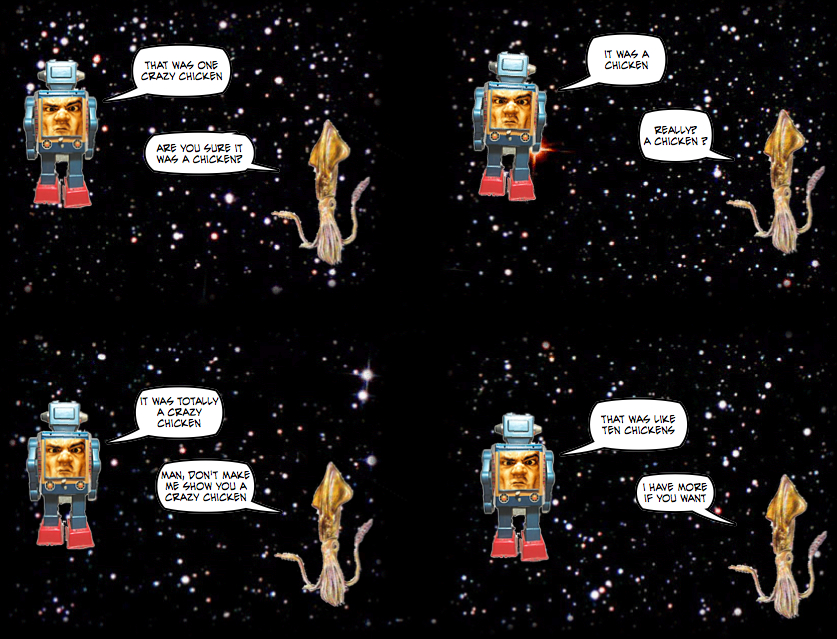 THAT WAS ONE
CRAZY CHICKEN
ARE YOU SURE IT
WAS A CHICKEN?
IT WAS A
CHICKEN
REALLY?
A CHICKEN ?
IT WAS TOTALLY
A CRAZY
CHICKEN
MAN, DON'T MAKE
ME SHOW YOU A
CRAZY CHICKEN
THAT WAS LIKE
TEN CHICKENS
I HAVE MORE
IF YOU WANT